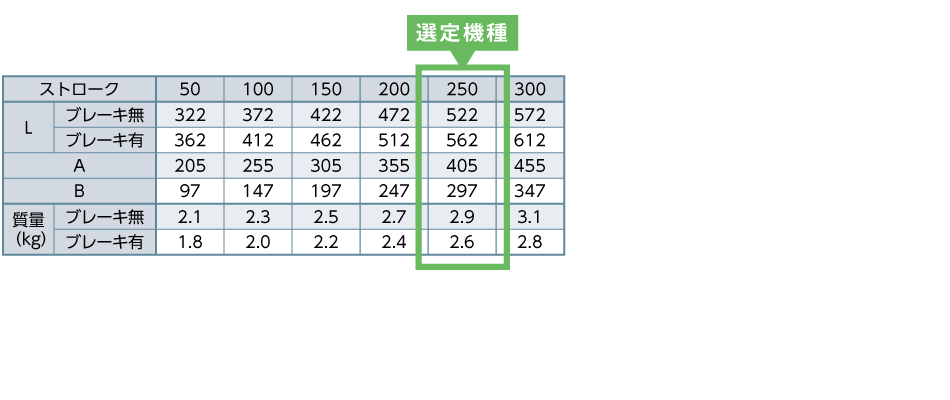 選定機種
ストローク 50 100 150 200 250 300
L ブレーキ無 322 372 422 472 522 572
ブレーキ有 362 412 462 512 562 612
A 205 255 305 355 405 455
B 97 147 197 247 297 347
質量(kg) ブレーキ無 2.1 2.3 2.5 2.7 2.9 3.1
ブレーキ有 1.8 2.0 2.2 2.4 2.6 2.8